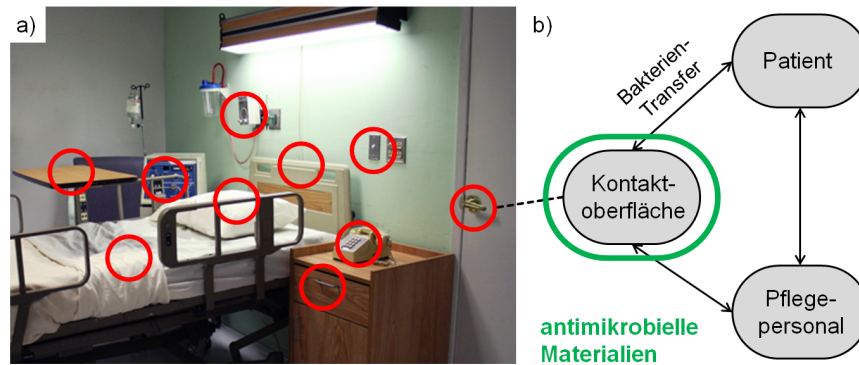 a)
b)
Bakterien-
Transfer
Patient
Kontakt-
oberfläche
Pflege-
personal
antimikrobielle
Materialien